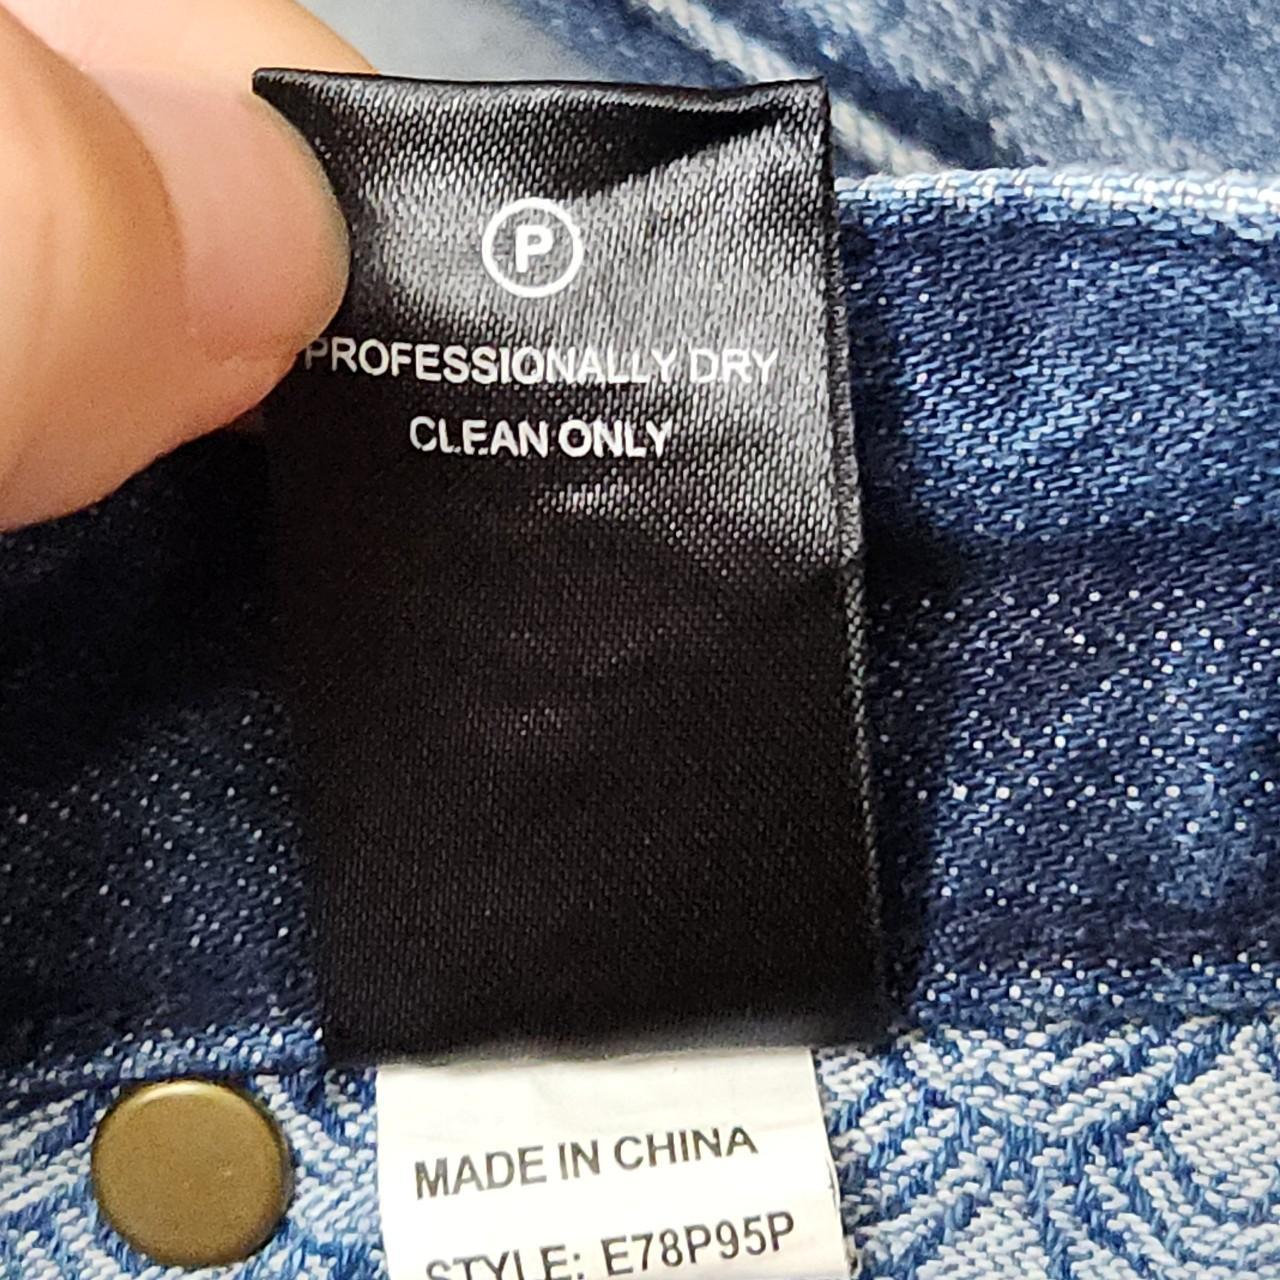 P
PROFESSIONALLY DRY
CLEAN ONLY
MADE IN CHINA
STYLE: E78P95P